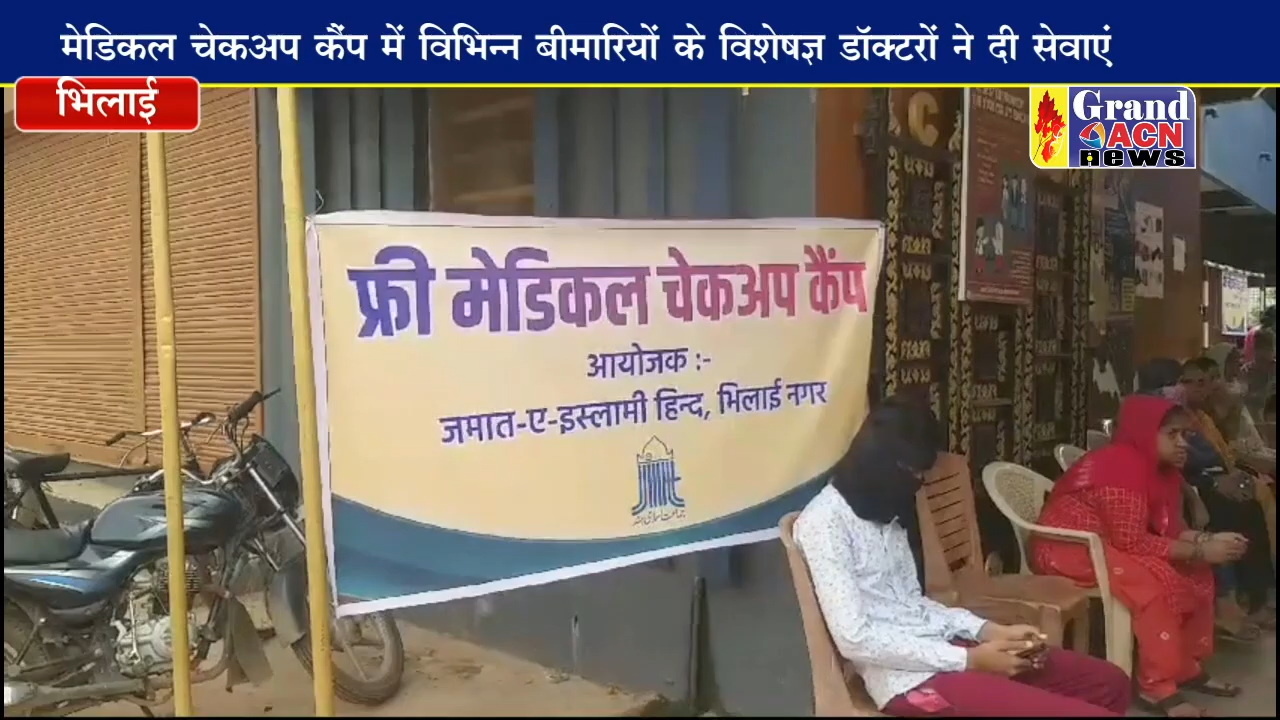 मेडिकल चेकअप कैंप में विभिन्न बीमारियों के विशेषज्ञ डॉक्टरों ने दी सेवाएं
भिलाई
Grand
ACN
news
फ्री मेडिकल चेकअप कैंप
आयोजक :-
जमात-ए-इस्लामी हिन्द, भिलाई नगर